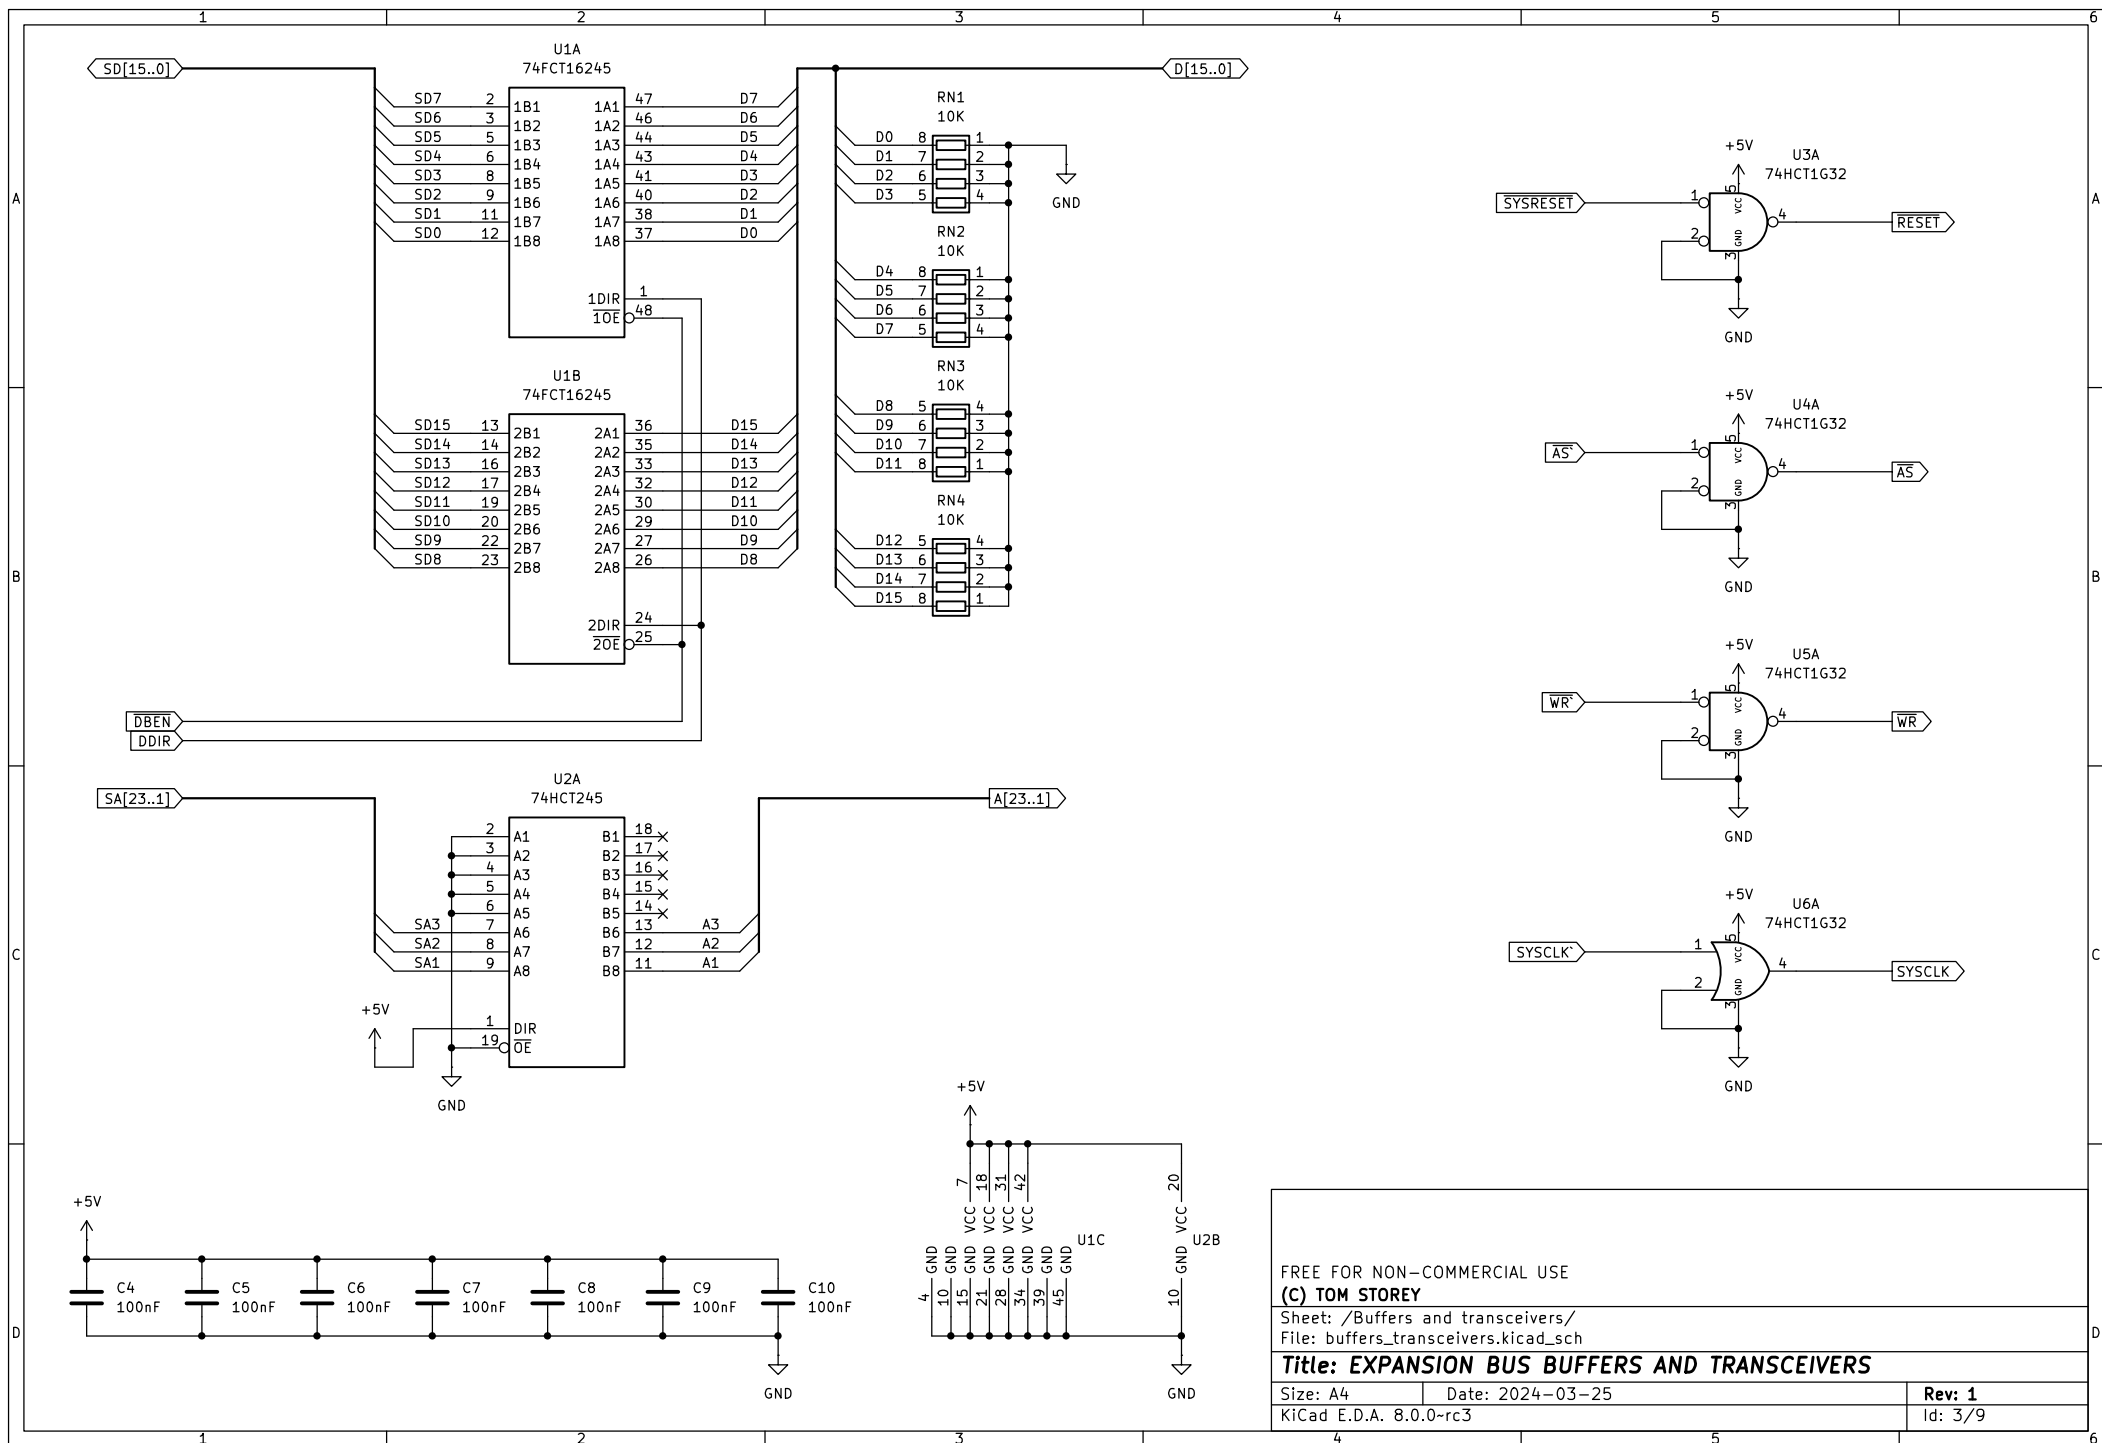 1 2 3 4 5 6
A
B
C
D
SD[15..0]
U1A
74FCT16245
SD7 2 1B1 1A1 47 D7
SD6 3 1B2 1A2 46 D6
SD5 5 1B3 1A3 44 D5
SD4 6 1B4 1A4 43 D4
SD3 8 1B5 1A5 41 D3
SD2 9 1B6 1A6 40 D2
SD1 11 1B7 1A7 38 D1
SD0 12 1B8 1A8 37 D0
1DIR 1
1OE 48
U1B
74FCT16245
SD15 13 2B1 2A1 36 D15
SD14 14 2B2 2A2 35 D14
SD13 16 2B3 2A3 33 D13
SD12 17 2B4 2A4 32 D12
SD11 19 2B5 2A5 30 D11
SD10 20 2B6 2A6 29 D10
SD9 22 2B7 2A7 27 D9
SD8 23 2B8 2A8 26 D8
2DIR 24
2OE 25
DBEN
DDIR
D[15..0]
RN1
10K
D0 8 1
D1 7 2
D2 6 3
D3 5 4
GND
RN2
10K
D4 8 1
D5 7 2
D6 6 3
D7 5 4
RN3
10K
D8 5 4
D9 6 3
D10 7 2
D11 8 1
RN4
10K
D12 5 4
D13 6 3
D14 7 2
D15 8 1
+5V
U3A
74HCT1G32
SYSRESET 1 5 VCC 4 RESET
2 GND 3
GND
+5V
U4A
74HCT1G32
AS` 1 5 VCC 4 AS
2 GND 3
GND
+5V
U5A
74HCT1G32
WR` 1 5 VCC 4 WR
2 GND 3
GND
+5V
U6A
74HCT1G32
SYSCLK` 1 5 VCC 4 SYSCLK
2 GND 3
GND
SA[23..1]
U2A
74HCT245
A[23..1]
2 A1 B1 18
3 A2 B2 17
4 A3 B3 16
5 A4 B4 15
6 A5 B5 14
SA3 7 A6 B6 13 A3
SA2 8 A7 B7 12 A2
SA1 9 A8 B8 11 A1
+5V
1 DIR
19 OE
GND
+5V
C4
100nF
C5
100nF
C6
100nF
C7
100nF
C8
100nF
C9
100nF
C10
100nF
GND
+5V
7 18 31 42 20
VCC VCC VCC VCC VCC
U1C U2B
GND GND GND GND GND GND GND GND GND
4 10 15 21 28 34 39 45 10
GND
FREE FOR NON-COMMERCIAL USE
(C) TOM STOREY
Sheet: /Buffers and transceivers/
File: buffers_transceivers.kicad_sch
Title: EXPANSION BUS BUFFERS AND TRANSCEIVERS
Size: A4 Date: 2024-03-25 Rev: 1
KiCad E.D.A. 8.0.0~rc3 Id: 3/9
A
B
C
D
1 2 3 4 5 6